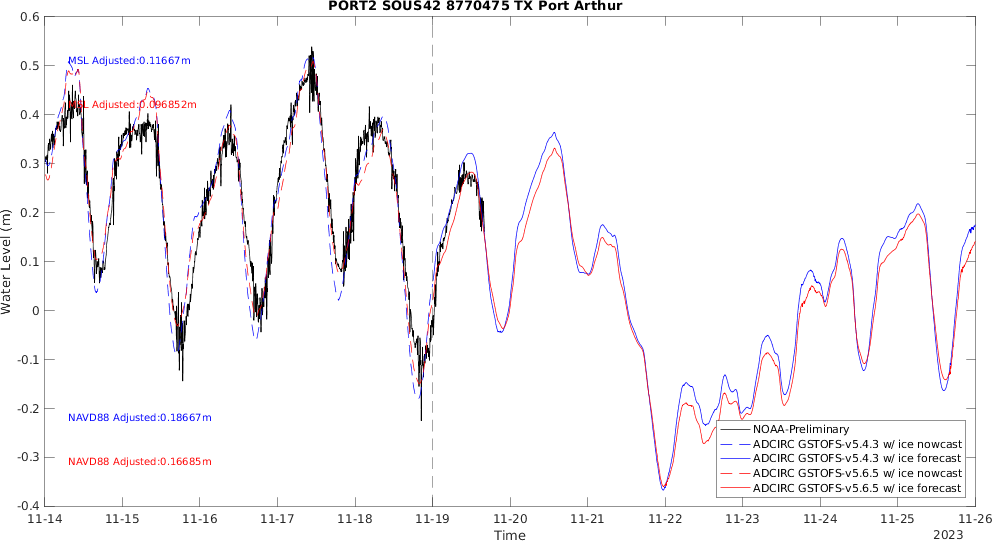 PORT2 SOUS42 8770475 TX Port Arthur
0.6
0.5
0.4
0.3
0.2
0.1
0
-0.1
-0.2
-0.3
-0.4
Water Level (m)
MSL Adjusted:0.11667m
MSL Adjusted:0.096852m
NAVD88 Adjusted:0.18667m
NAVD88 Adjusted:0.16685m
NOAA-Preliminary
ADCIRC GSTOFS-v5.4.3 w/ ice nowcast
ADCIRC GSTOFS-v5.4.3 w/ ice forecast
ADCIRC GSTOFS-v5.6.5 w/ ice nowcast
ADCIRC GSTOFS-v5.6.5 w/ ice forecast
11-14 11-15 11-16 11-17 11-18 11-19 11-20 11-21 11-22 11-23 11-24 11-25 11-26
Time
2023